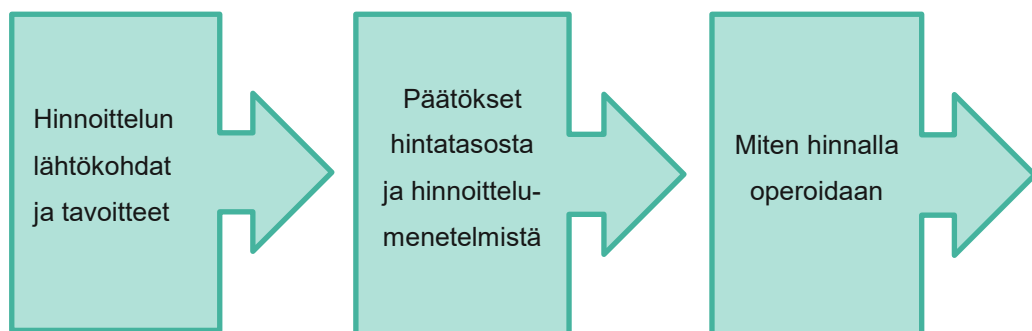 Hinnoittelun
lähtökohdat
ja tavoitteet
Päätökset
hintatasosta
ja hinnoittelu-
menetelmistä
Miten hinnalla
operoidaan